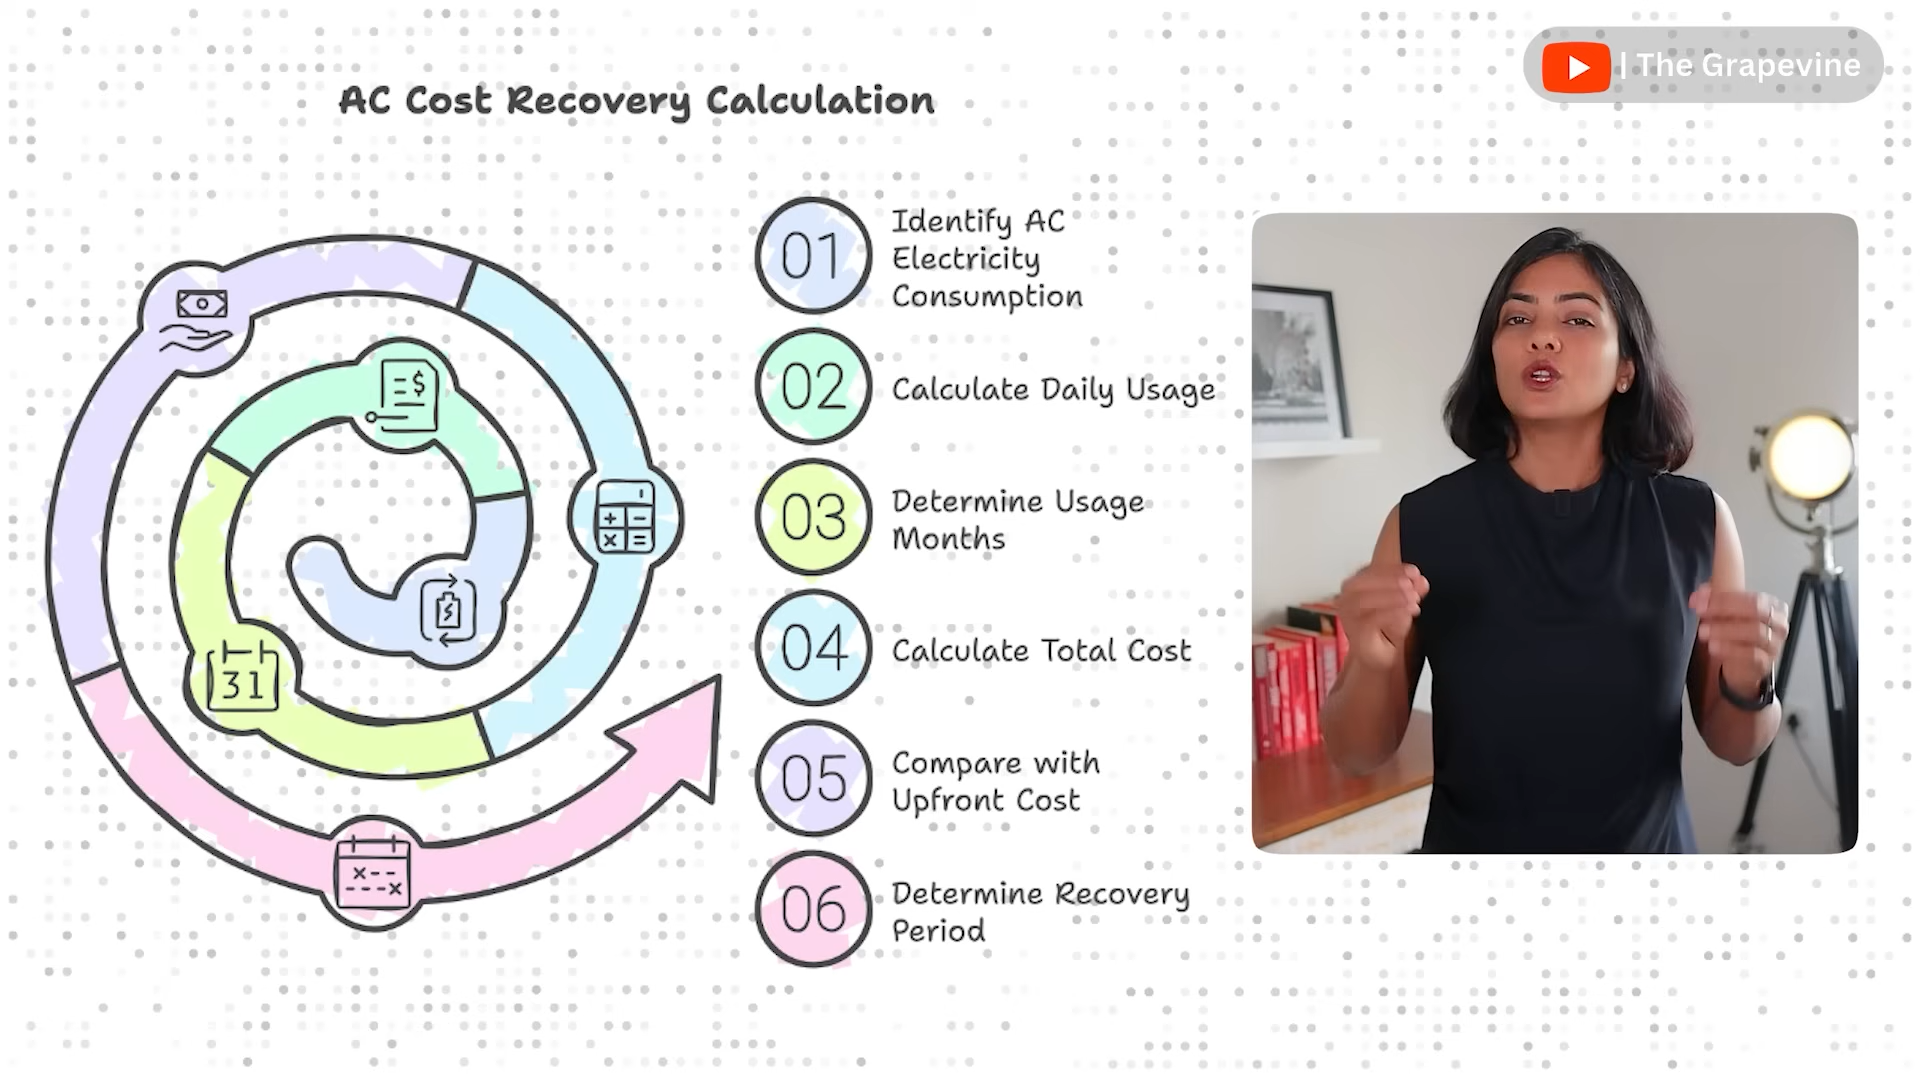 | The Grapevine
AC Cost Recovery Calculation
01
Identify AC
Electricity
Consumption
02
Calculate Daily Usage
03
Determine Usage
Months
04
Calculate Total Cost
05
Compare with
Upfront Cost
06
Determine Recovery
Period
$
31